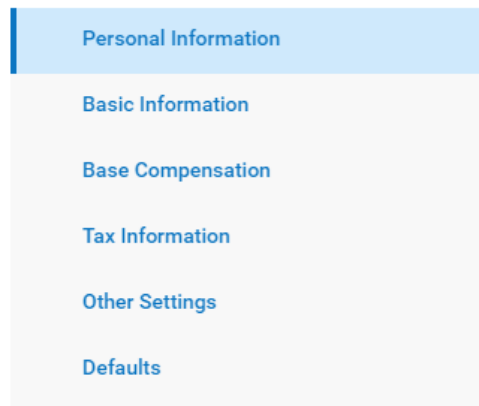 Personal Information
Basic Information
Base Compensation
Tax Information
Other Settings
Defaults